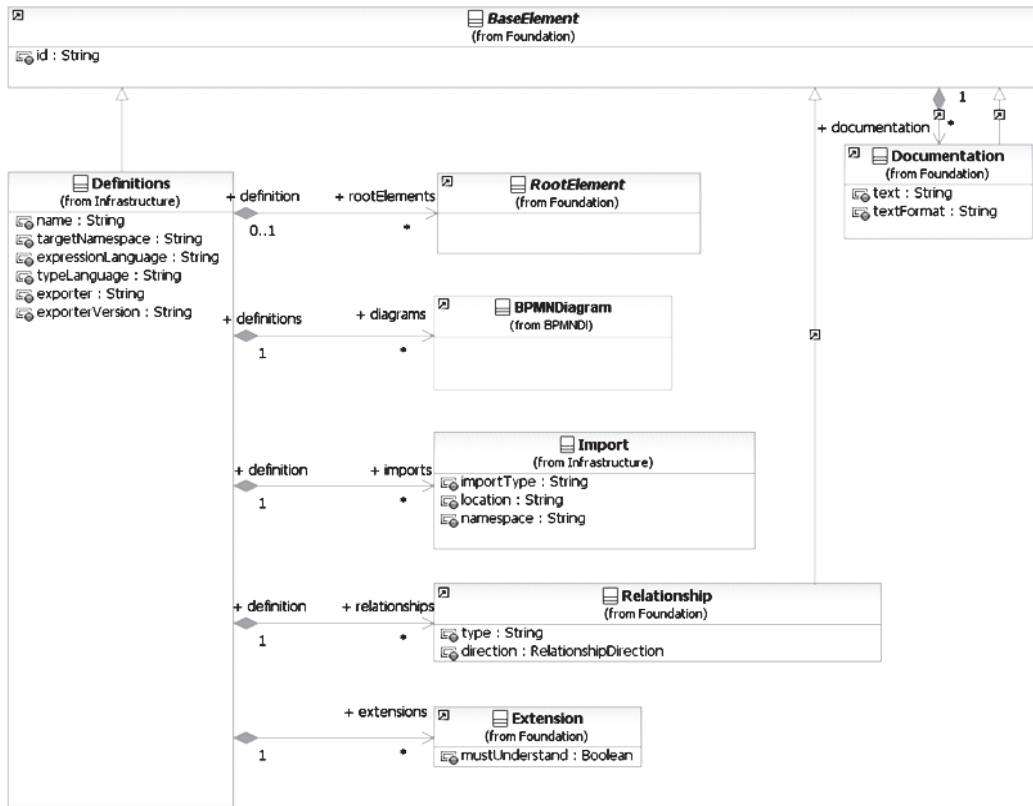 BaseElement
(from Foundation)
id : String
1
+ documentation
*
Documentation
(from Foundation)
text : String
textFormat : String
Definitions
(from Infrastructure)
name : String
targetNamespace : String
expressionLanguage : String
typeLanguage : String
exporter : String
exporterVersion : String
+ definition
+ rootElements
0..1
*
RootElement
(from Foundation)
+ definitions
+ diagrams
1
*
BPMNDiagram
(from BPMNDI)
+ definition
+ imports
1
*
Import
(from Infrastructure)
importType : String
location : String
namespace : String
+ definition
+ relationships
1
*
Relationship
(from Foundation)
type : String
direction : RelationshipDirection
+ extensions
1
*
Extension
(from Foundation)
mustUnderstand : Boolean